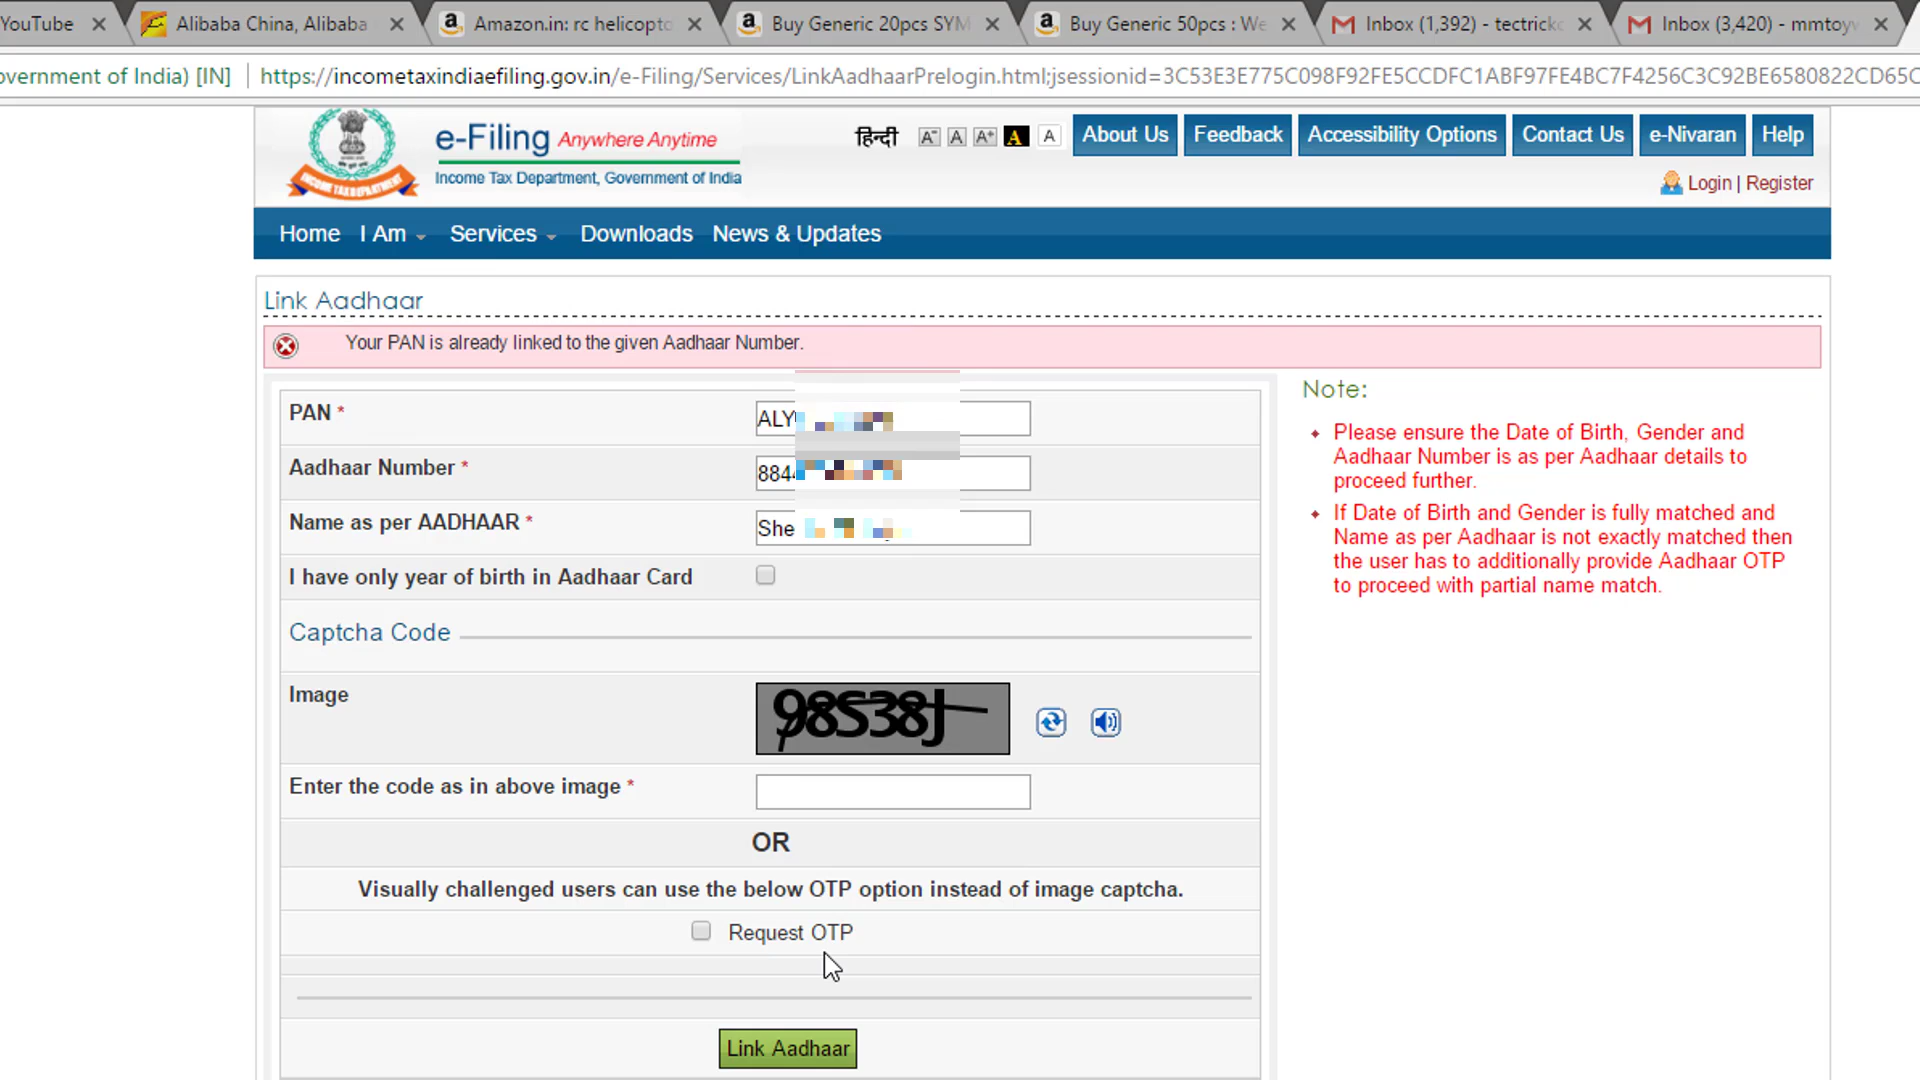 YouTube
Alibaba China, Alibaba
Amazon.in: rc helicopto
Buy Generic 20pcs SYM
Buy Generic 50pcs : We
Inbox (1,392) - tectrick
Inbox (3,420) - mmtoyw
overnment of India) [IN]
https://incometaxindiaefiling.gov.in/e-Filing/Services/LinkAadhaarPrelogin.html;jsessionid=3C53E3E775C098F92FE5CCDFC1ABF97FE4BC7F4256C3C92BE6580822CD65C
INCOME TAX DEPARTMENT
e-Filing Anywhere Anytime
Income Tax Department, Government of India
हिन्दी
A- A A+ A A
About Us
Feedback
Accessibility Options
Contact Us
e-Nivaran
Help
Login | Register
Home I Am Services Downloads News & Updates
Link Aadhaar
Your PAN is already linked to the given Aadhaar Number.
PAN *
ALY
Aadhaar Number *
884
Name as per AADHAAR *
She
I have only year of birth in Aadhaar Card
Captcha Code
Image
98S38J
Enter the code as in above image *
OR
Visually challenged users can use the below OTP option instead of image captcha.
Request OTP
Link Aadhaar
Note:
Please ensure the Date of Birth, Gender and
Aadhaar Number is as per Aadhaar details to
proceed further.
If Date of Birth and Gender is fully matched and
Name as per Aadhaar is not exactly matched then
the user has to additionally provide Aadhaar OTP
to proceed with partial name match.